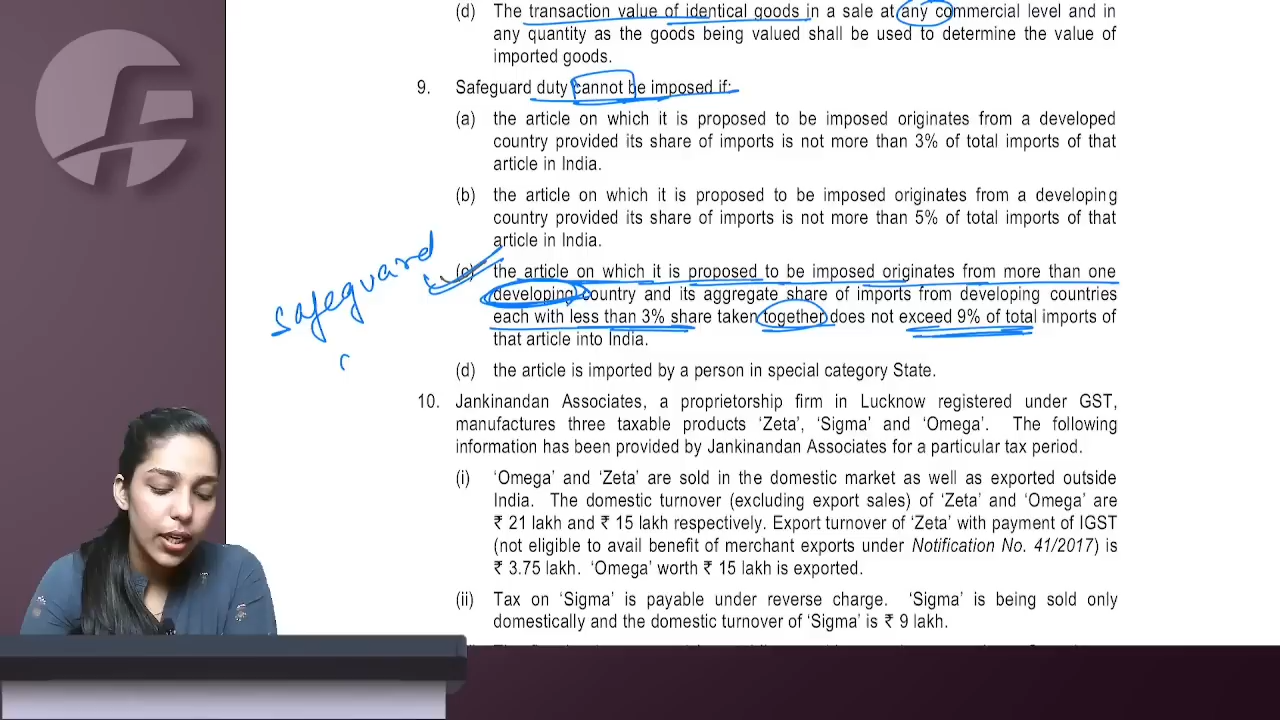 (d) The transaction value of identical goods in a sale at any commercial level and in
any quantity as the goods being valued shall be used to determine the value of
imported goods.
9. Safeguard duty cannot be imposed if:
(a) the article on which it is proposed to be imposed originates from a developed
country provided its share of imports is not more than 3% of total imports of that
article in India.
(b) the article on which it is proposed to be imposed originates from a developing
country provided its share of imports is not more than 5% of total imports of that
article in India.
(c) the article on which it is proposed to be imposed originates from more than one
developing country and its aggregate share of imports from developing countries
each with less than 3% share taken together does not exceed 9% of total imports of
that article into India.
safeguard
(d) the article is imported by a person in special category State.
10. Jankinandan Associates, a proprietorship firm in Lucknow registered under GST,
manufactures three taxable products ‘Zeta’, ‘Sigma’ and ‘Omega’. The following
information has been provided by Jankinandan Associates for a particular tax period.
(i) ‘Omega’ and ‘Zeta’ are sold in the domestic market as well as exported outside
India. The domestic turnover (excluding export sales) of ‘Zeta’ and ‘Omega’ are
₹ 21 lakh and ₹ 15 lakh respectively. Export turnover of ‘Zeta’ with payment of IGST
(not eligible to avail benefit of merchant exports under Notification No. 41/2017) is
₹ 3.75 lakh. ‘Omega’ worth ₹ 15 lakh is exported.
(ii) Tax on ‘Sigma’ is payable under reverse charge. ‘Sigma’ is being sold only
domestically and the domestic turnover of ‘Sigma’ is ₹ 9 lakh.